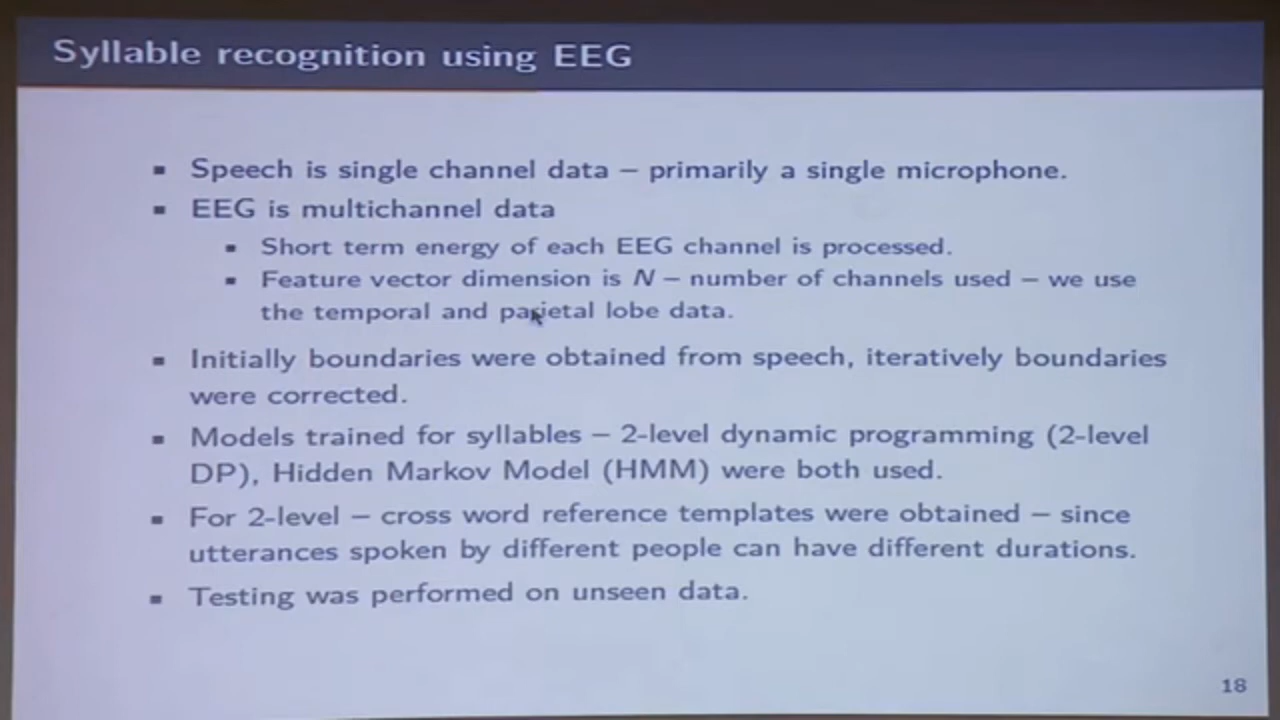 Syllable recognition using EEG
▪ Speech is single channel data – primarily a single microphone.
▪ EEG is multichannel data
▪ Short term energy of each EEG channel is processed.
▪ Feature vector dimension is N – number of channels used – we use
the temporal and parietal lobe data.
▪ Initially boundaries were obtained from speech, iteratively boundaries
were corrected.
▪ Models trained for syllables – 2-level dynamic programming (2-level
DP), Hidden Markov Model (HMM) were both used.
▪ For 2-level – cross word reference templates were obtained – since
utterances spoken by different people can have different durations.
▪ Testing was performed on unseen data.
18